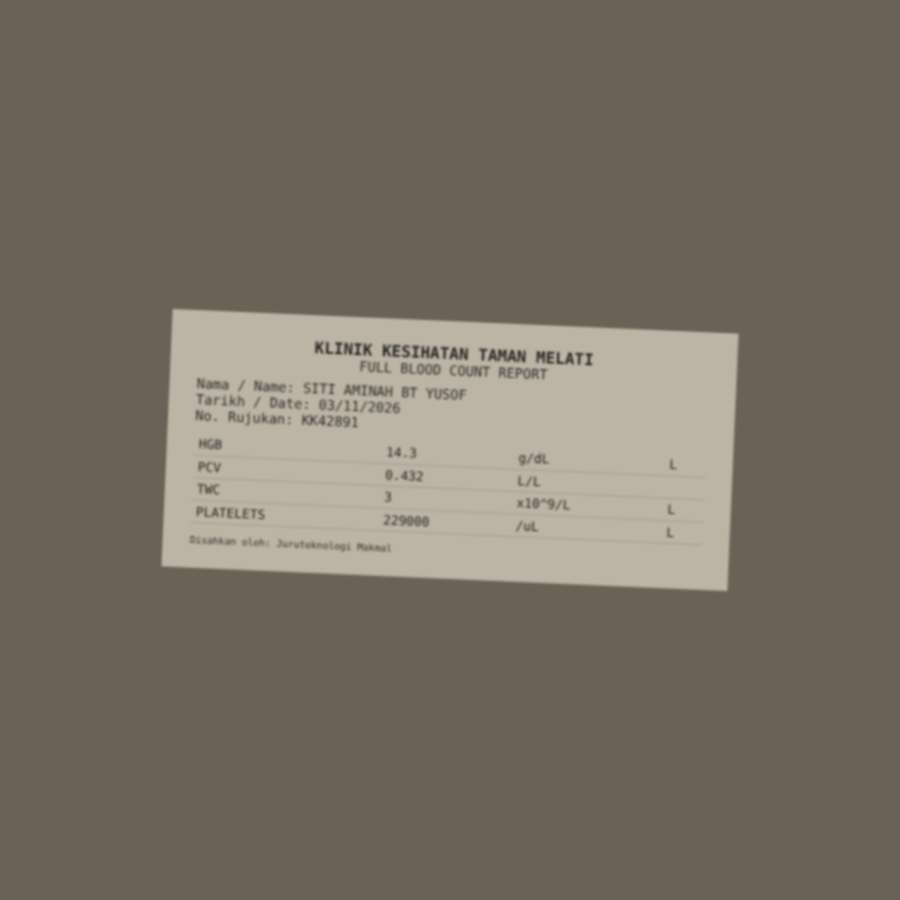 KLINIK KESIHATAN TAMAN MELATI
FULL BLOOD COUNT REPORT
Nama / Name: SITI AMINAH BT YUSOF
Tarikh / Date: 03/11/2026
No. Rujukan: KK42891
HGB 14.3 g/dL L
PCV 0.432 L/L
TWC 3 x10^9/L L
PLATELETS 229000 /uL L
Disahkan oleh: Juruteknologi Makmal